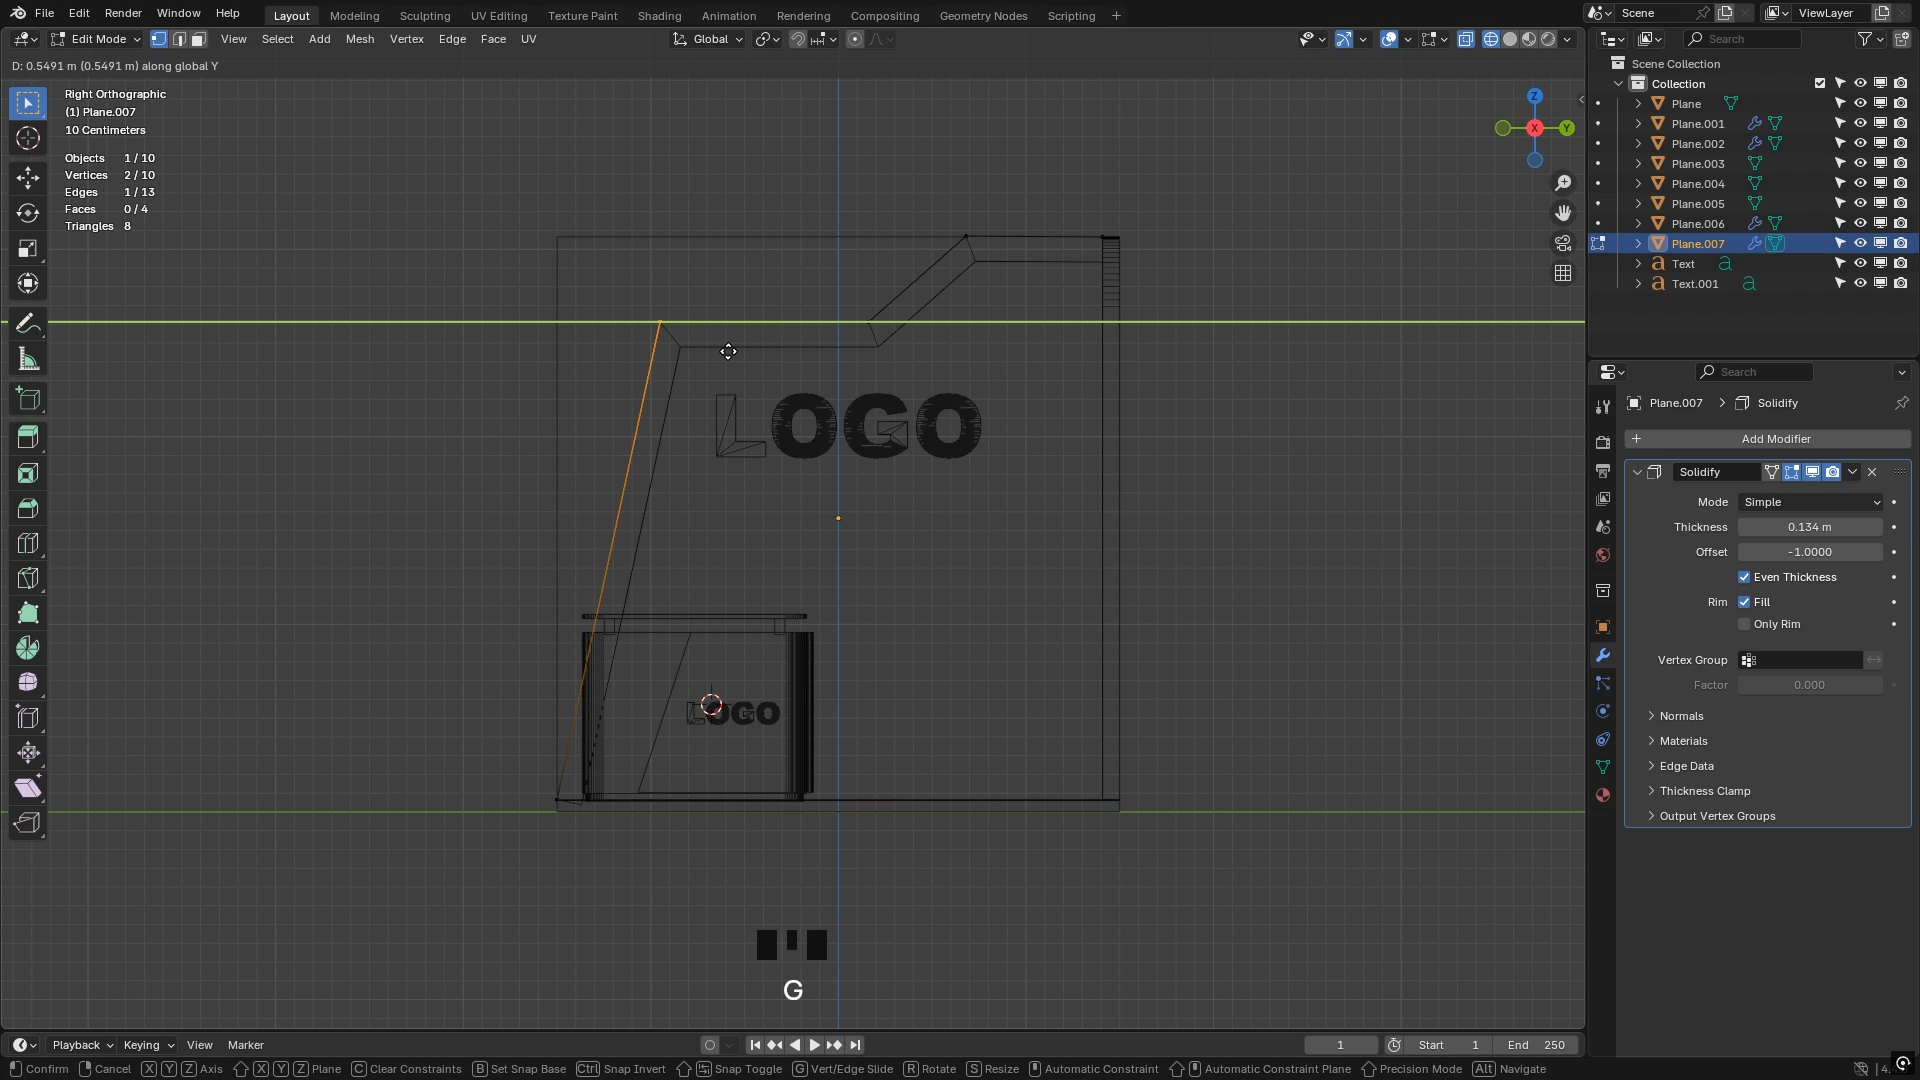 File Edit Render Window Help
Layout Modeling Sculpting UV Editing Texture Paint Shading Animation Rendering Compositing Geometry Nodes Scripting +
Scene ViewLayer
Edit Mode View Select Add Mesh Vertex Edge Face UV
Global
Search
D: 0.5491 m (0.5491 m) along global Y
Right Orthographic
(1) Plane.007
10 Centimeters
Objects 1 / 10
Vertices 2 / 10
Edges 1 / 13
Faces 0 / 4
Triangles 8
Z
X
Y
LOGO
LOGO
G
Scene Collection
Collection
Plane
Plane.001
Plane.002
Plane.003
Plane.004
Plane.005
Plane.006
Plane.007
Text
Text.001
Search
Plane.007 > Solidify
+ Add Modifier
Solidify
Mode Simple
Thickness 0.134 m
Offset -1.0000
Even Thickness
Rim Fill
Only Rim
Vertex Group
Factor 0.000
Normals
Materials
Edge Data
Thickness Clamp
Output Vertex Groups
Playback Keying View Marker
1 Start 1 End 250
Confirm Cancel X Y Z Axis X Y Z Plane C Clear Constraints B Set Snap Base Ctrl Snap Invert Snap Toggle G Vert/Edge Slide R Rotate S Resize Automatic Constraint Automatic Constraint Plane Precision Mode Alt Navigate